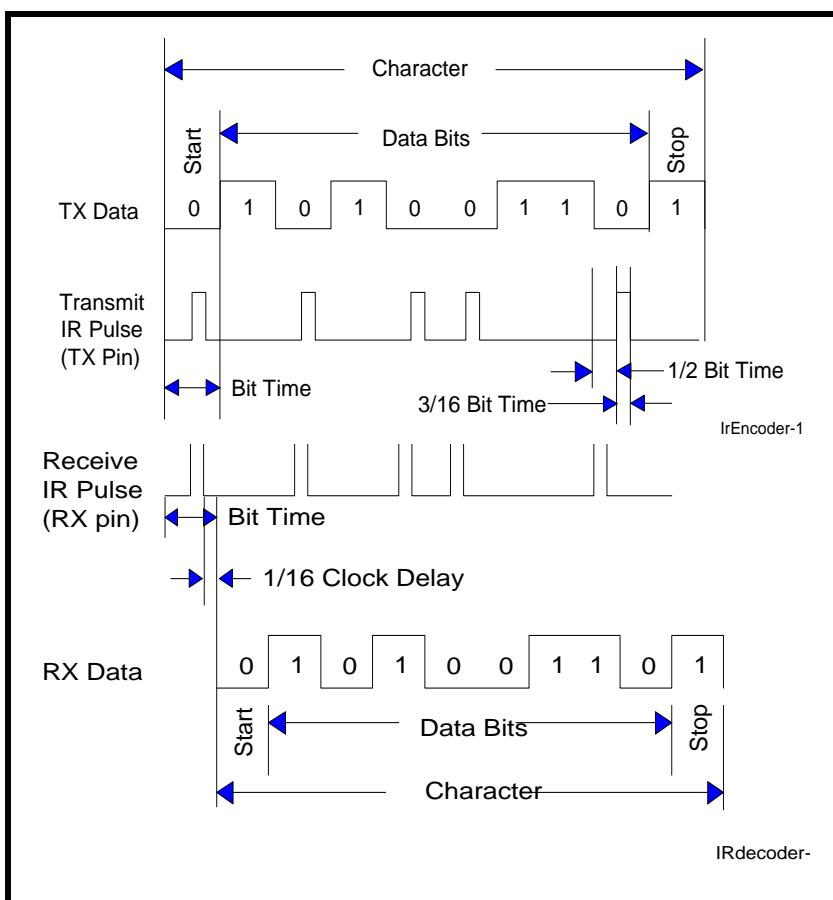 Character
Start
Data Bits
Stop
TX Data
0 1 0 1 0 0 1 1 0 1
Transmit
IR Pulse
(TX Pin)
1/2 Bit Time
Bit Time
3/16 Bit Time
IrEncoder-1
Receive
IR Pulse
(RX pin)
Bit Time
1/16 Clock Delay
RX Data
0 1 0 1 0 0 1 1 0 1
Start
Data Bits
Stop
Character
IRdecoder-